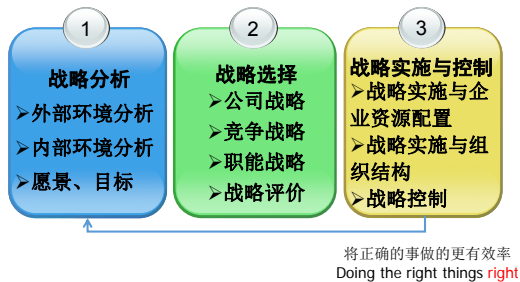 1
战略分析
➢外部环境分析
➢内部环境分析
➢愿景、目标
2
战略选择
➢公司战略
➢竞争战略
➢职能战略
➢战略评价
3
战略实施与控制
➢战略实施与企
业资源配置
➢战略实施与组
织结构
➢战略控制
将正确的事做的更有效率
Doing the right things right